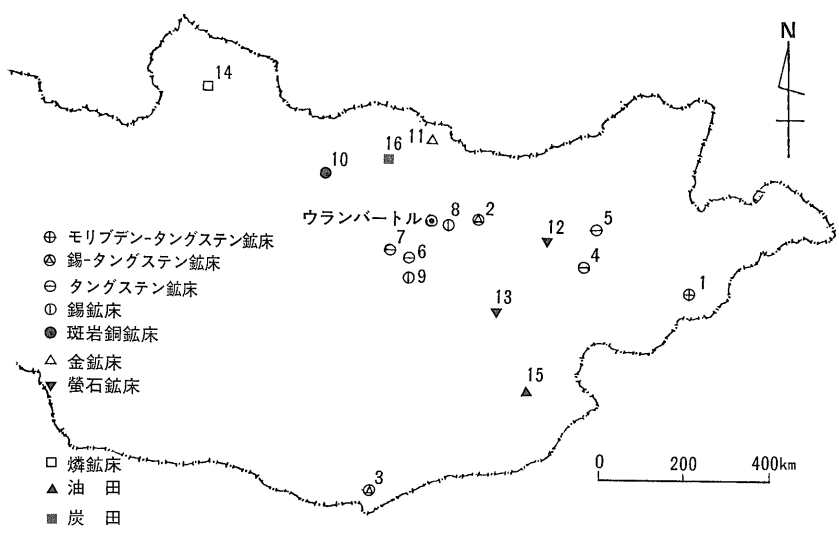 N
14
11
16
10
ウランバートル
8
2
12
5
7
6
4
9
1
13
15
3
モリブデン-タングステン鉱床
錫-タングステン鉱床
タングステン鉱床
錫鉱床
斑岩銅鉱床
金鉱床
螢石鉱床
燐鉱床
油 田
炭 田
0 200 400km